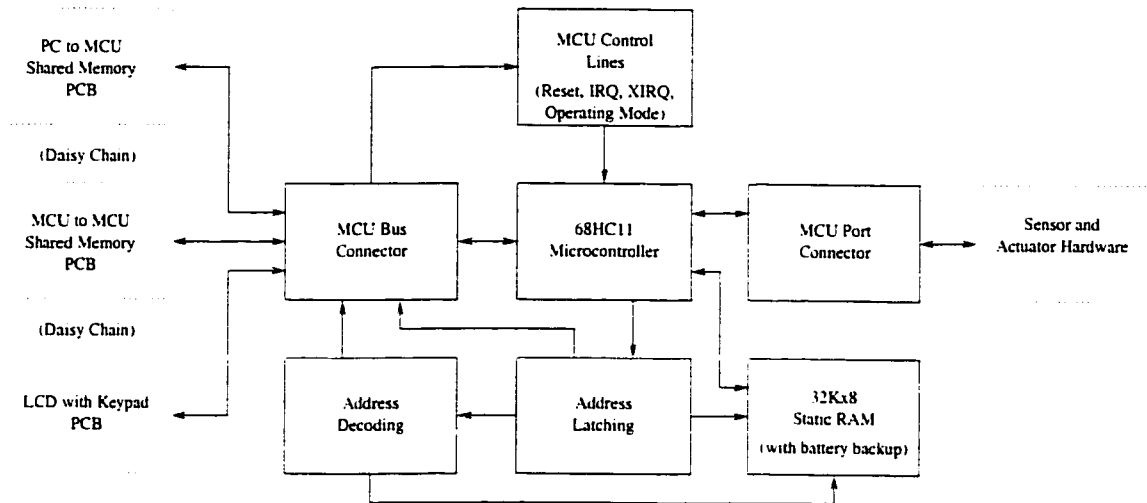 PC to MCU
Shared Memory
PCB
(Daisy Chain)
MCU to MCU
Shared Memory
PCB
(Daisy Chain)
LCD with Keypad
PCB
MCU Control
Lines
(Reset, IRQ, XIRQ,
Operating Mode)
MCU Bus
Connector
68HC11
Microcontroller
MCU Port
Connector
Sensor and
Actuator Hardware
Address
Decoding
Address
Latching
32Kx8
Static RAM
(with battery backup)